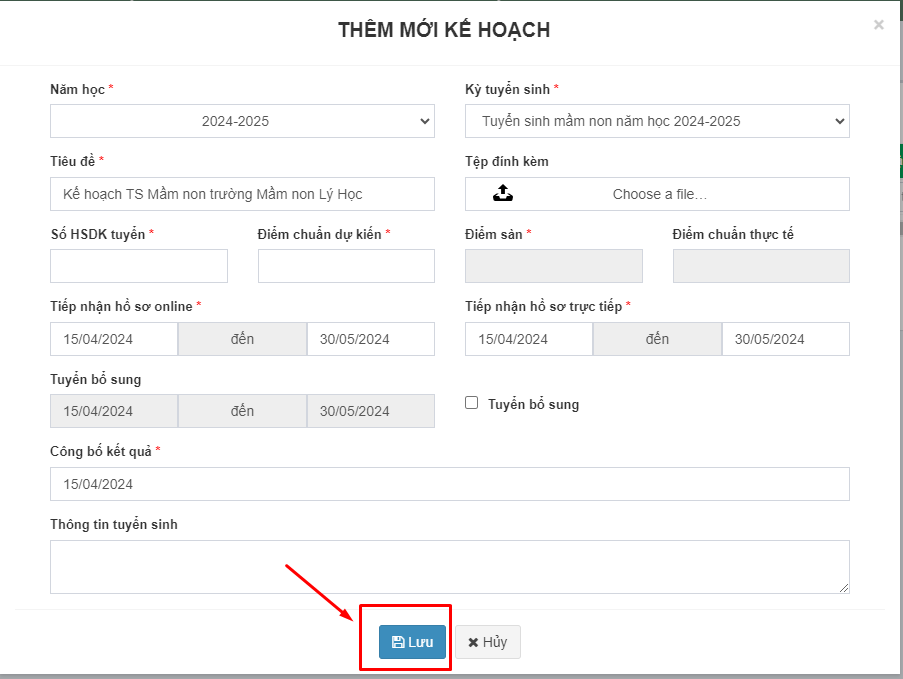 THÊM MỚI KẾ HOẠCH
×
Năm học *
Kỳ tuyển sinh *
2024-2025
Tuyển sinh mầm non năm học 2024-2025
Tiêu đề *
Tệp đính kèm
Kế hoạch TS Mầm non trường Mầm non Lý Học
Choose a file…
Số HSDK tuyển *
Điểm chuẩn dự kiến *
Điểm sàn *
Điểm chuẩn thực tế
Tiếp nhận hồ sơ online *
Tiếp nhận hồ sơ trực tiếp *
15/04/2024 đến 30/05/2024
15/04/2024 đến 30/05/2024
Tuyển bổ sung
15/04/2024 đến 30/05/2024
Tuyển bổ sung
Công bố kết quả *
15/04/2024
Thông tin tuyển sinh
Lưu
Hủy